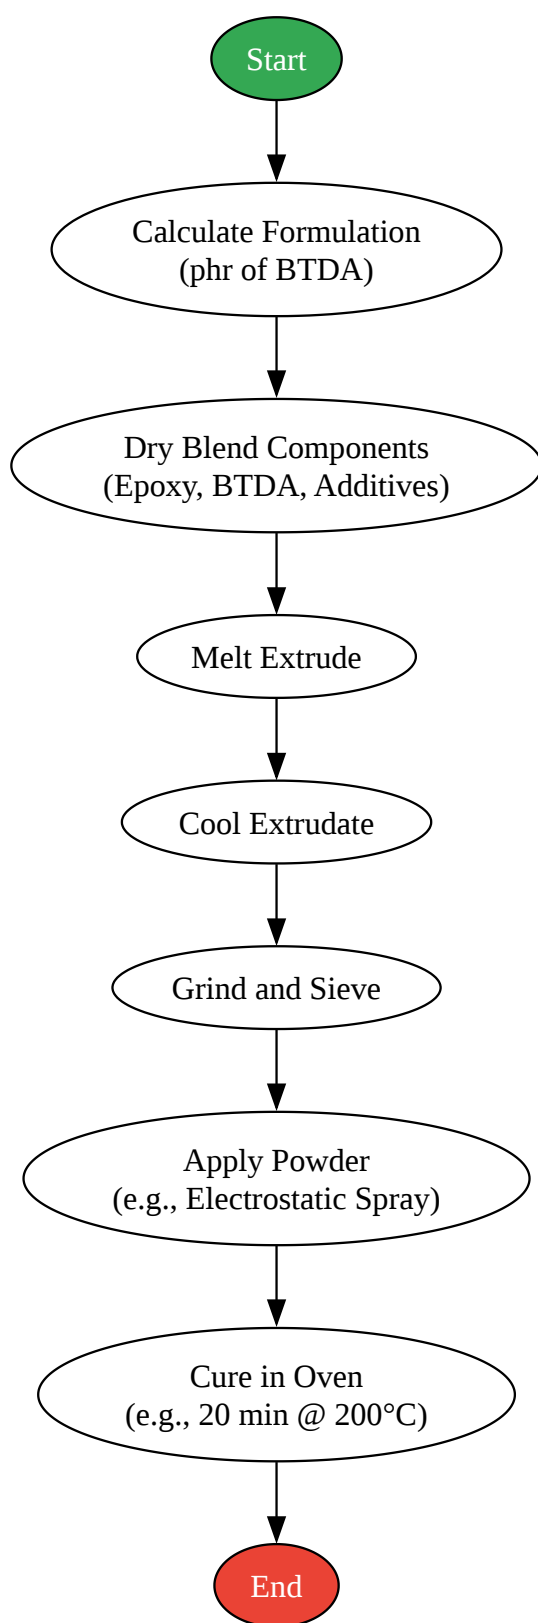 Start
Calculate Formulation
(phr of BTDA)
Dry Blend Components
(Epoxy, BTDA, Additives)
Melt Extrude
Cool Extrudate
Grind and Sieve
Apply Powder
(e.g., Electrostatic Spray)
Cure in Oven
(e.g., 20 min @ 200°C)
End